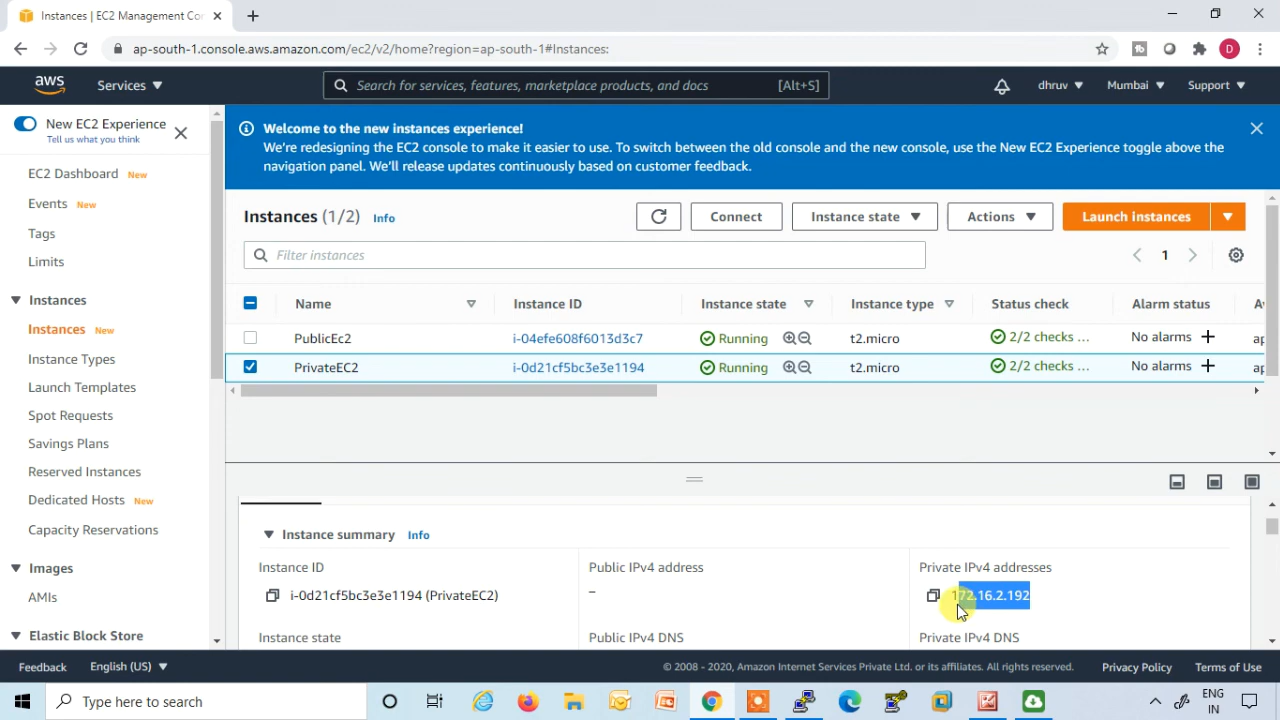 Instances | EC2 Management Cor
ap-south-1.console.aws.amazon.com/ec2/v2/home?region=ap-south-1#Instances:
D
aws
Services
Search for services, features, marketplace products, and docs
[Alt+S]
dhruv
Mumbai
Support
New EC2 Experience
Tell us what you think
Welcome to the new instances experience!
We're redesigning the EC2 console to make it easier to use. To switch between the old console and the new console, use the New EC2 Experience toggle above the
navigation panel. We'll release updates continuously based on customer feedback.
EC2 Dashboard New
Events New
Tags
Limits
Instances
Instances New
Instance Types
Launch Templates
Spot Requests
Savings Plans
Reserved Instances
Dedicated Hosts New
Capacity Reservations
Images
AMIs
Elastic Block Store
Instances (1/2) Info
Connect
Instance state
Actions
Launch instances
Filter instances
1
Name Instance ID Instance state Instance type Status check Alarm status Av
PublicEc2 i-04efe608f6013d3c7 Running t2.micro 2/2 checks ... No alarms + ap
PrivateEC2 i-0d21cf5bc3e3e1194 Running t2.micro 2/2 checks ... No alarms + ap
Instance summary Info
Instance ID Public IPv4 address Private IPv4 addresses
i-0d21cf5bc3e3e1194 (PrivateEC2) – 172.16.2.192
Instance state Public IPv4 DNS Private IPv4 DNS
Feedback English (US) © 2008 - 2020, Amazon Internet Services Private Ltd. or its affiliates. All rights reserved. Privacy Policy Terms of Use
Type here to search
ENG
IN